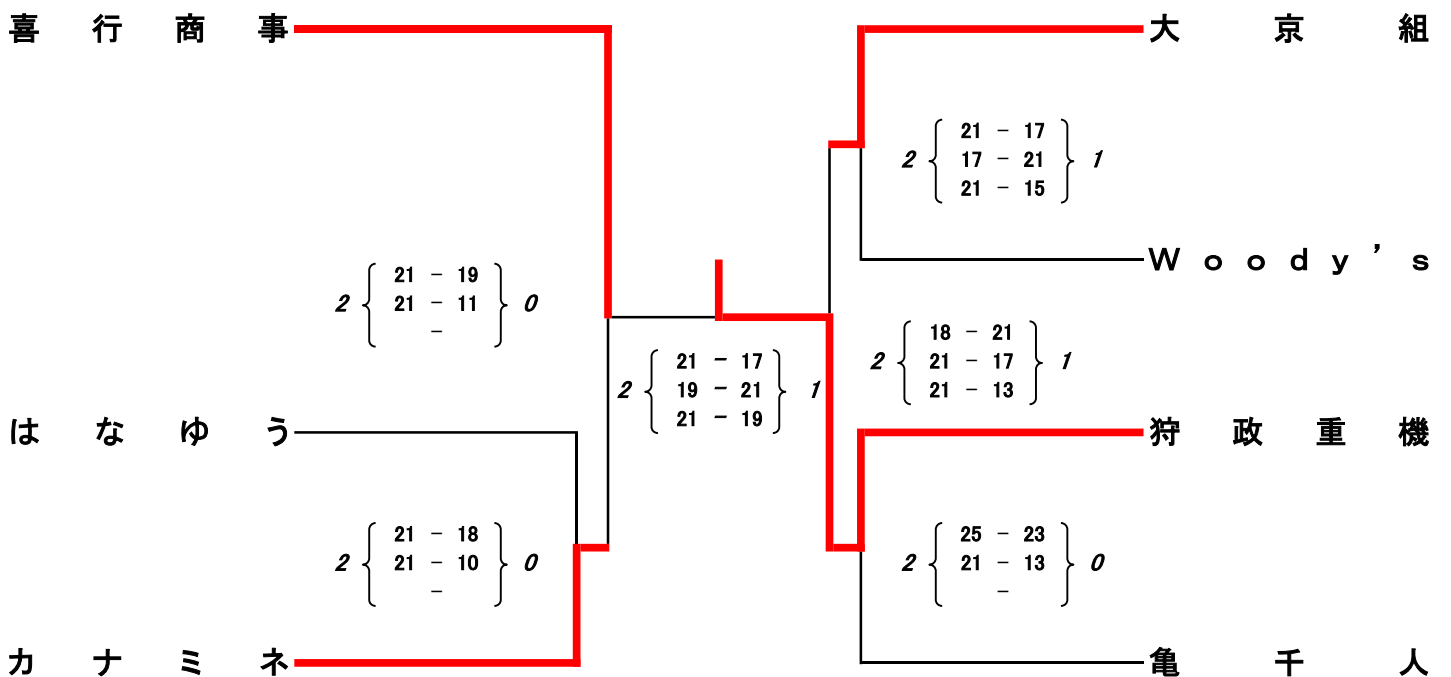 喜行商事
大京組
21 - 17
2 17 - 21 1
21 - 15
Ｗｏｏｄｙ’ｓ
21 - 19
2 21 - 11 0
-
18 - 21
2 21 - 17 1
21 - 13
21 - 17
2 19 - 21 1
21 - 19
はなゆう
狩政重機
21 - 18
2 21 - 10 0
-
25 - 23
2 21 - 13 0
-
カナミネ
亀千人